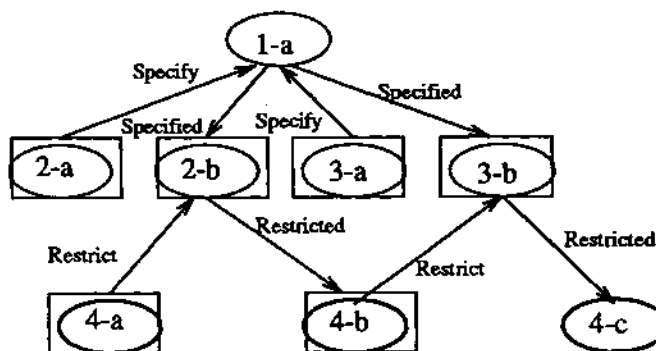 1-a
Specify
Specified
Specified
Specify
2-a
2-b
3-a
3-b
Restrict
Restricted
Restrict
Restricted
4-a
4-b
4-c